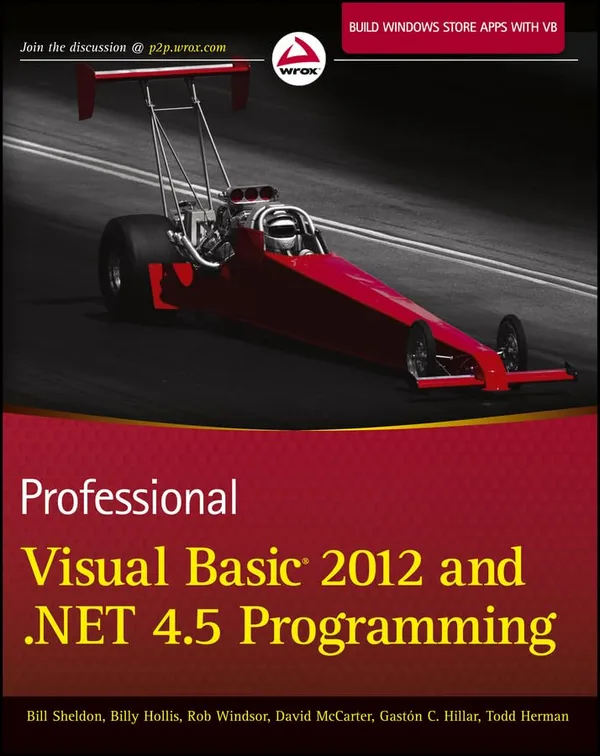 BUILD WINDOWS STORE APPS WITH VB
Join the discussion @ p2p.wrox.com
wrox™
Professional
Visual Basic® 2012 and
.NET 4.5 Programming
Bill Sheldon, Billy Hollis, Rob Windsor, David McCarter, Gastón C. Hillar, Todd Herman